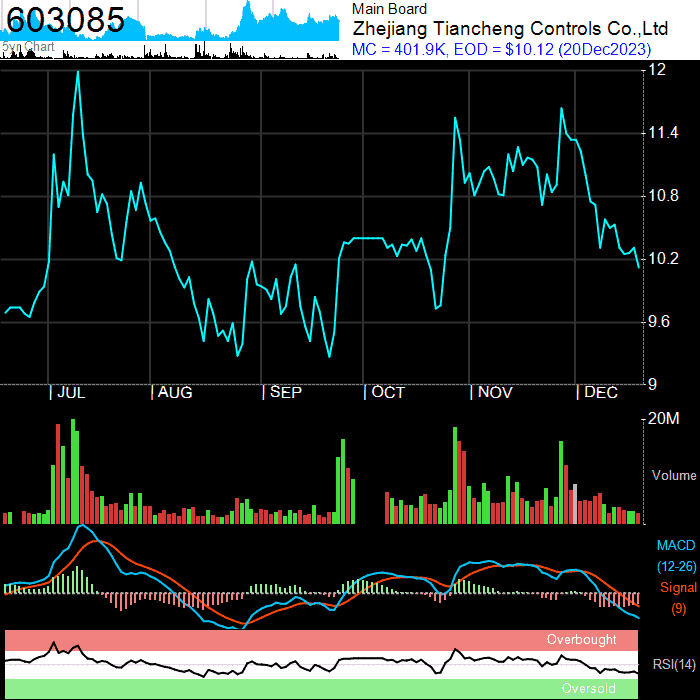 603085
5yr Chart
Main Board
Zhejiang Tiancheng Controls Co.,Ltd
MC = 401.9K, EOD = $10.12 (20Dec2023)
12
11.4
10.8
10.2
9.6
9
JUL
AUG
SEP
OCT
NOV
DEC
20M
Volume
MACD
(12-26)
Signal
(9)
Overbought
RSI(14)
Oversold